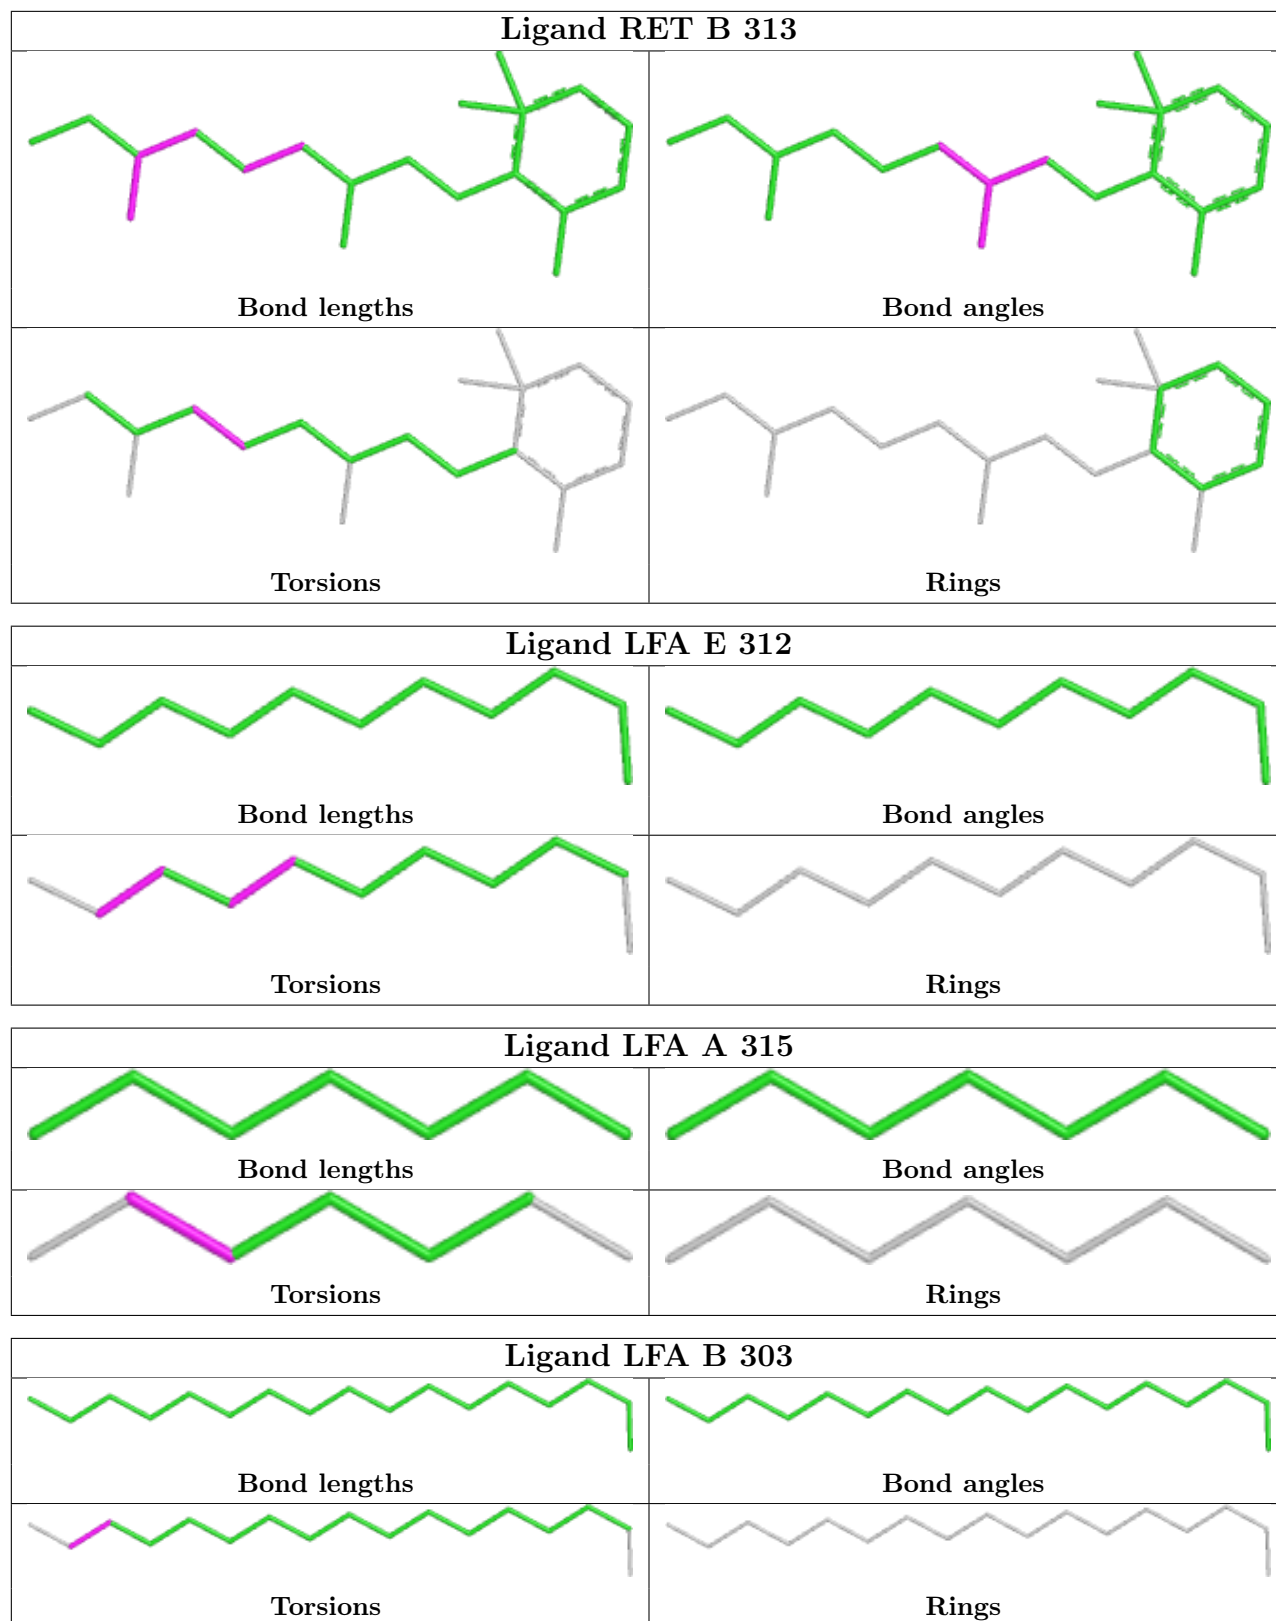 Ligand RET B 313
Bond lengths
Bond angles
Torsions
Rings
Ligand LFA E 312
Bond lengths
Bond angles
Torsions
Rings
Ligand LFA A 315
Bond lengths
Bond angles
Torsions
Rings
Ligand LFA B 303
Bond lengths
Bond angles
Torsions
Rings